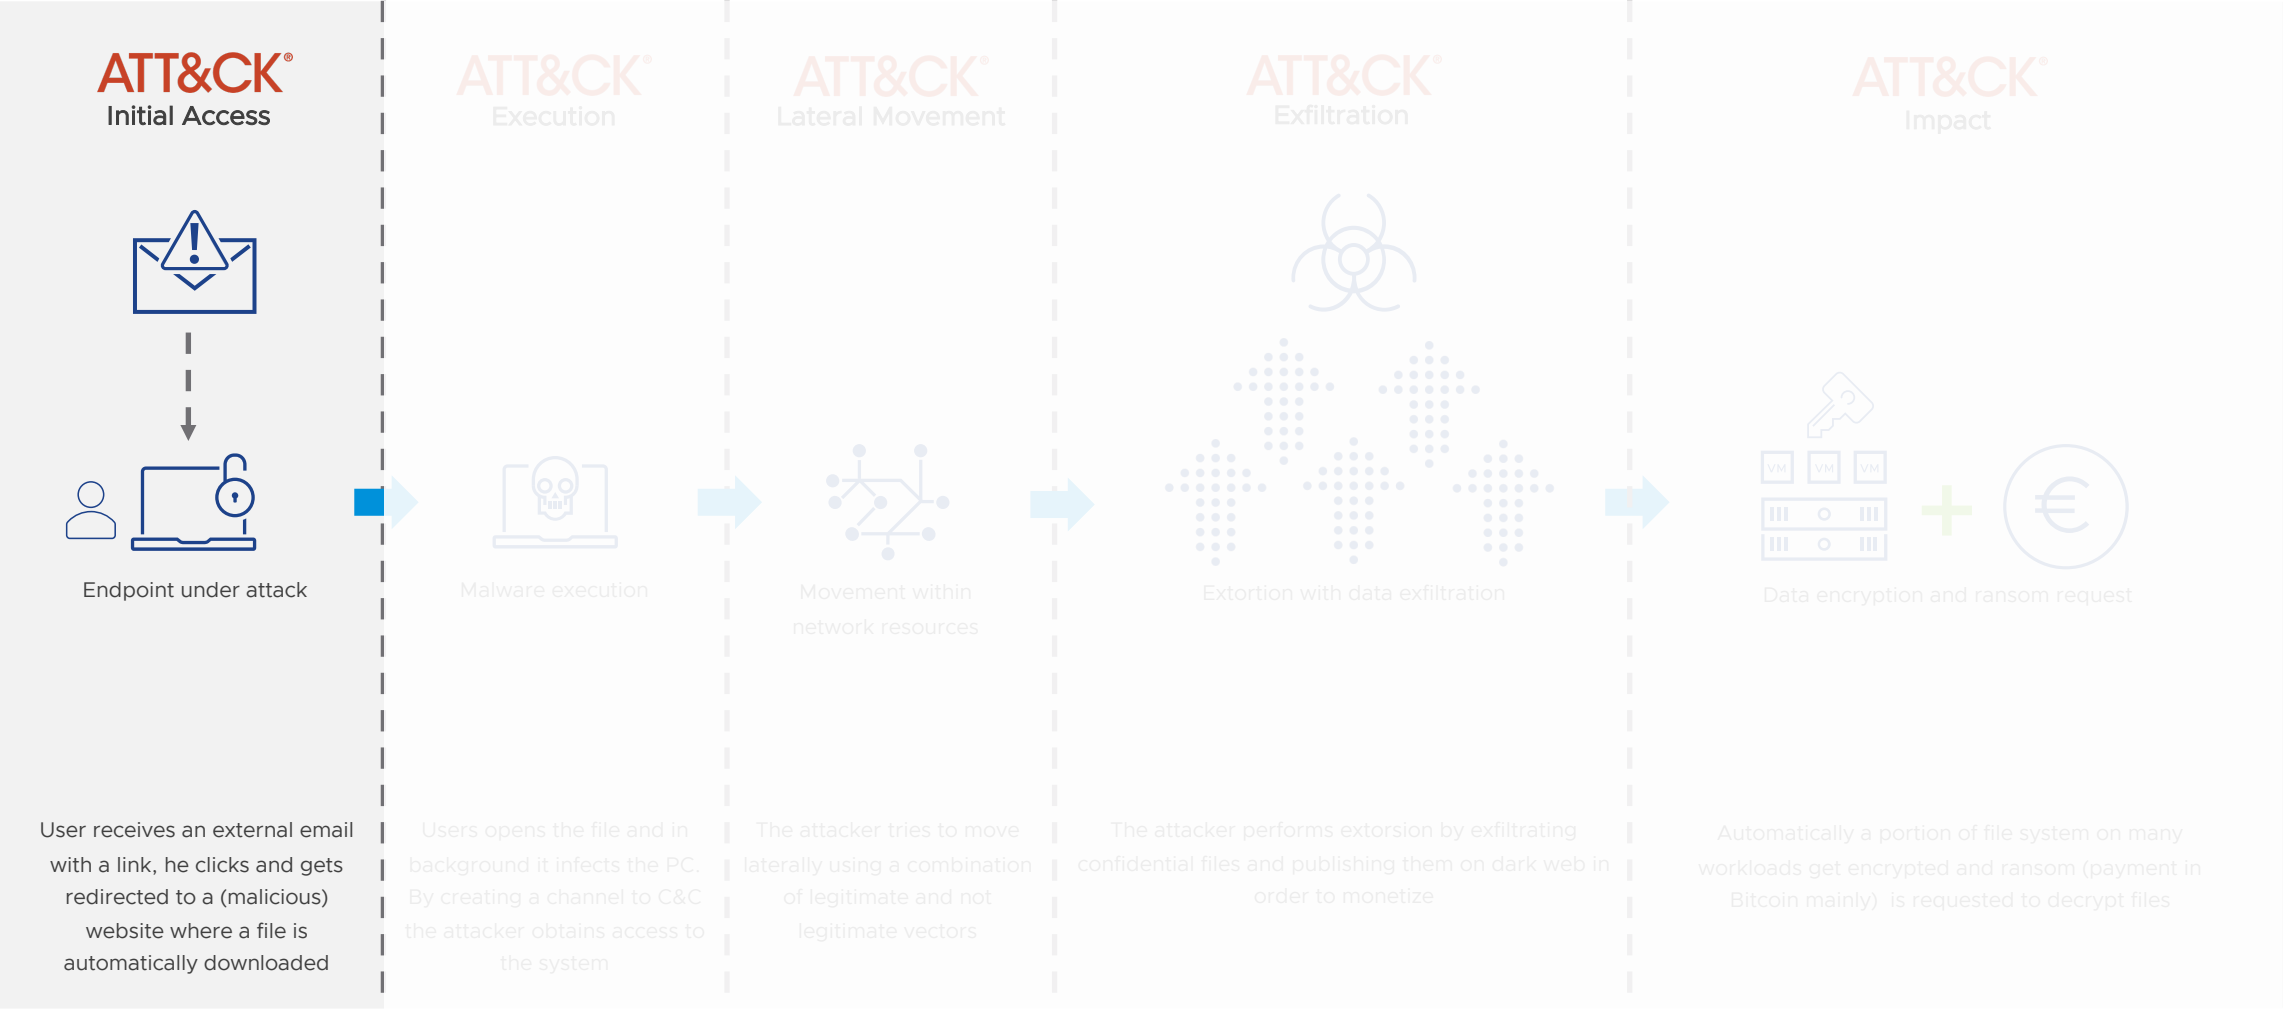 ATT&CK®
Initial Access
Endpoint under attack
User receives an external email
with a link, he clicks and gets
redirected to a (malicious)
website where a file is
automatically downloaded
ATT&CK®
Execution
Malware execution
Users opens the file and in
background it infects the PC.
By creating a channel to C&C
the attacker obtains access to
the system
ATT&CK®
Lateral Movement
Movement within
network resources
The attacker tries to move
laterally using a combination
of legitimate and not
legitimate vectors
ATT&CK®
Exfiltration
Extortion with data exfiltration
The attacker performs extorsion by exfiltrating
confidential files and publishing them on dark web in
order to monetize
ATT&CK®
Impact
VM VM VM
Data encryption and ransom request
Automatically a portion of file system on many
workloads get encrypted and ransom (payment in
Bitcoin mainly) is requested to decrypt files